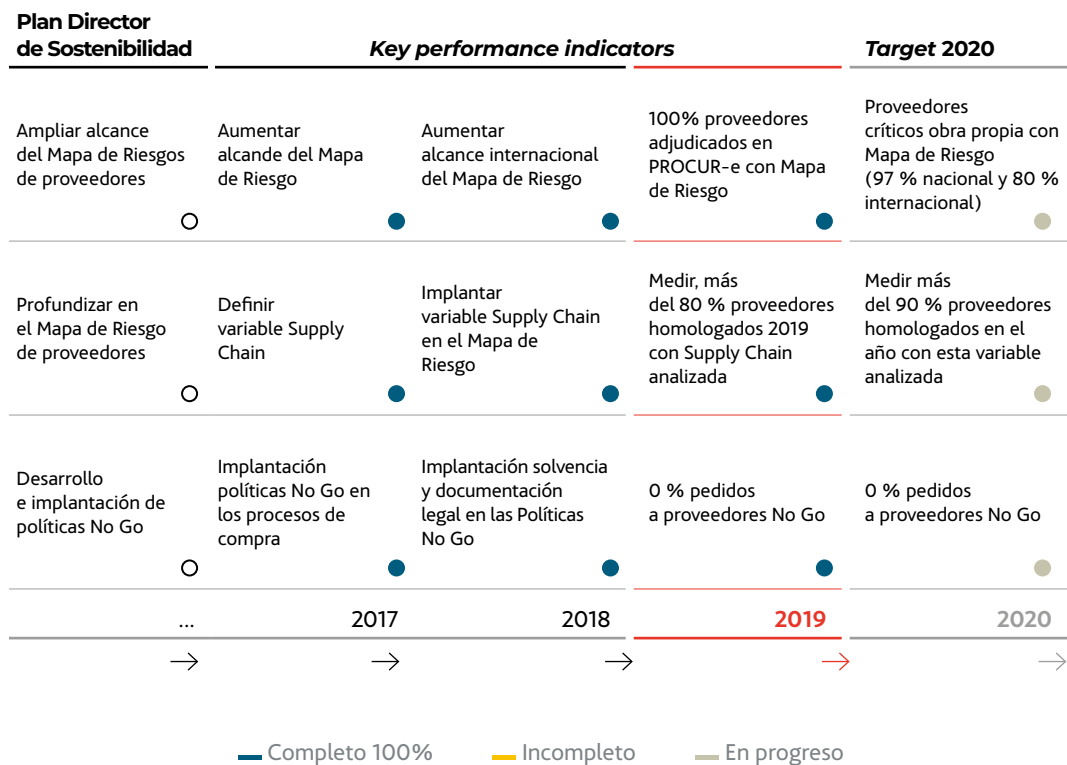 Plan Director
de Sostenibilidad
Key performance indicators
Target 2020
Ampliar alcance
del Mapa de Riesgos
de proveedores
Aumentar
alcande del Mapa
de Riesgo
Aumentar
alcance internacional
del Mapa de Riesgo
100% proveedores
adjudicados en
PROCUR-e con Mapa
de Riesgo
Proveedores
críticos obra propia con
Mapa de Riesgo
(97 % nacional y 80 %
internacional)
Profundizar en
el Mapa de Riesgo
de proveedores
Definir
variable Supply
Chain
Implantar
variable Supply Chain
en el Mapa de
Riesgo
Medir, más
del 80 % proveedores
homologados 2019
con Supply Chain
analizada
Medir más
del 90 % proveedores
homologados en el
año con esta variable
analizada
Desarrollo
e implantación de
políticas No Go
Implantación
políticas No Go en
los procesos de
compra
Implantación solvencia
y documentación
legal en las Políticas
No Go
0 % pedidos
a proveedores No Go
0 % pedidos
a proveedores No Go
...
2017
2018
2019
2020
Completo 100%
Incompleto
En progreso